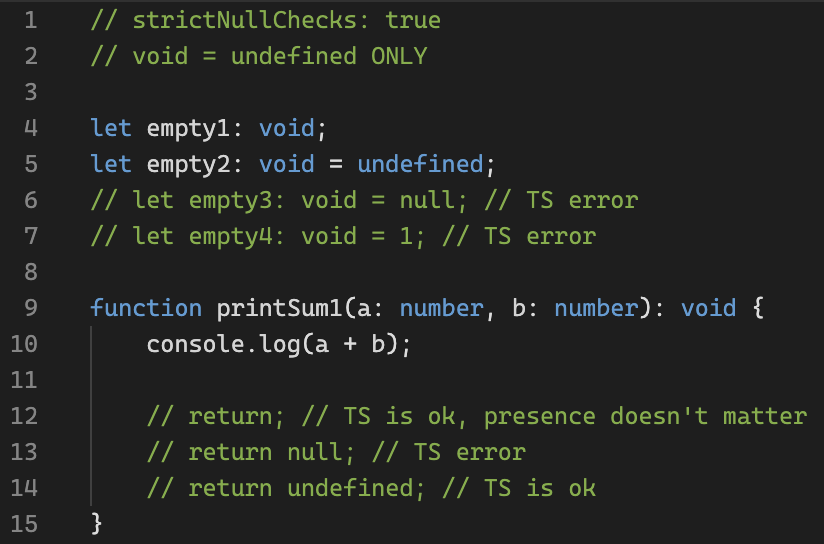 1 // strictNullChecks: true
2 // void = undefined ONLY
3
4 let empty1: void;
5 let empty2: void = undefined;
6 // let empty3: void = null; // TS error
7 // let empty4: void = 1; // TS error
8
9 function printSum1(a: number, b: number): void {
10     console.log(a + b);
11
12     // return; // TS is ok, presence doesn't matter
13     // return null; // TS error
14     // return undefined; // TS is ok
15 }